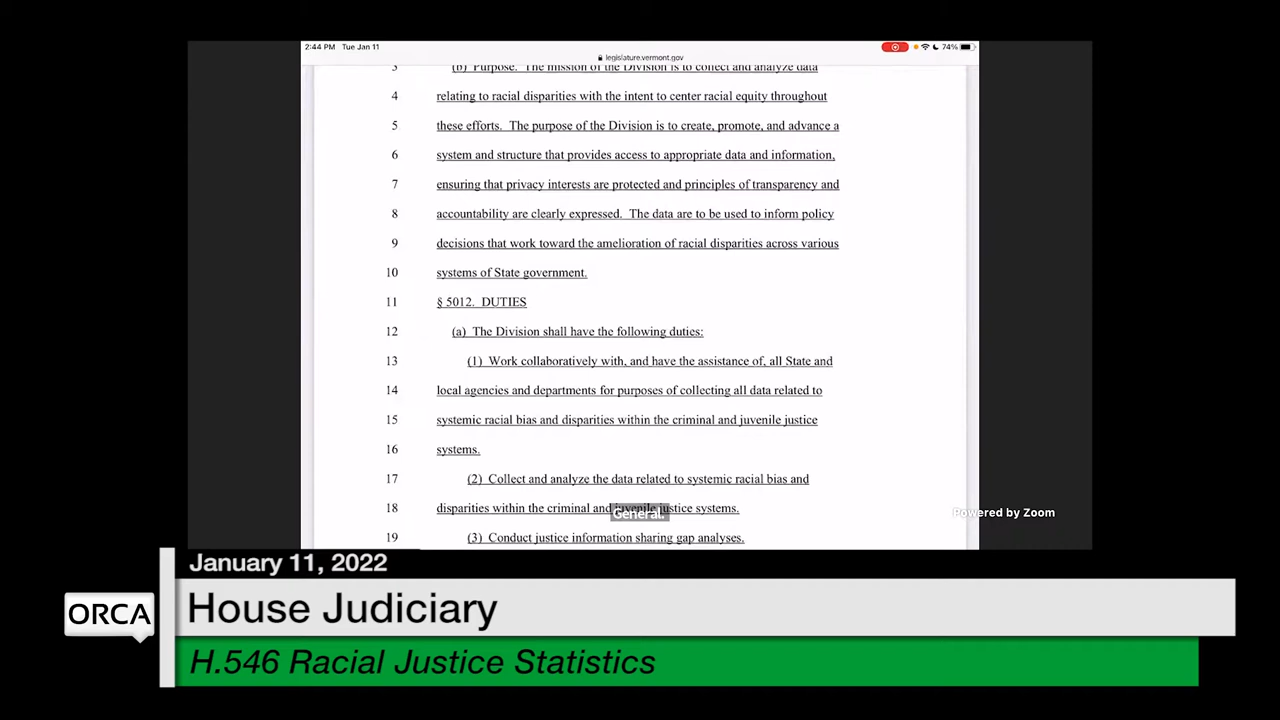 2:44 PM Tue Jan 11
74%
legislature.vermont.gov
3 (b) Purpose. The mission of the Division is to collect and analyze data
4 relating to racial disparities with the intent to center racial equity throughout
5 these efforts. The purpose of the Division is to create, promote, and advance a
6 system and structure that provides access to appropriate data and information,
7 ensuring that privacy interests are protected and principles of transparency and
8 accountability are clearly expressed. The data are to be used to inform policy
9 decisions that work toward the amelioration of racial disparities across various
10 systems of State government.
11 § 5012. DUTIES
12 (a) The Division shall have the following duties:
13 (1) Work collaboratively with, and have the assistance of, all State and
14 local agencies and departments for purposes of collecting all data related to
15 systemic racial bias and disparities within the criminal and juvenile justice
16 systems.
17 (2) Collect and analyze the data related to systemic racial bias and
18 disparities within the criminal and juvenile justice systems.
General.
Powered by Zoom
19 (3) Conduct justice information sharing gap analyses.
January 11, 2022
ORCA
House Judiciary
H.546 Racial Justice Statistics